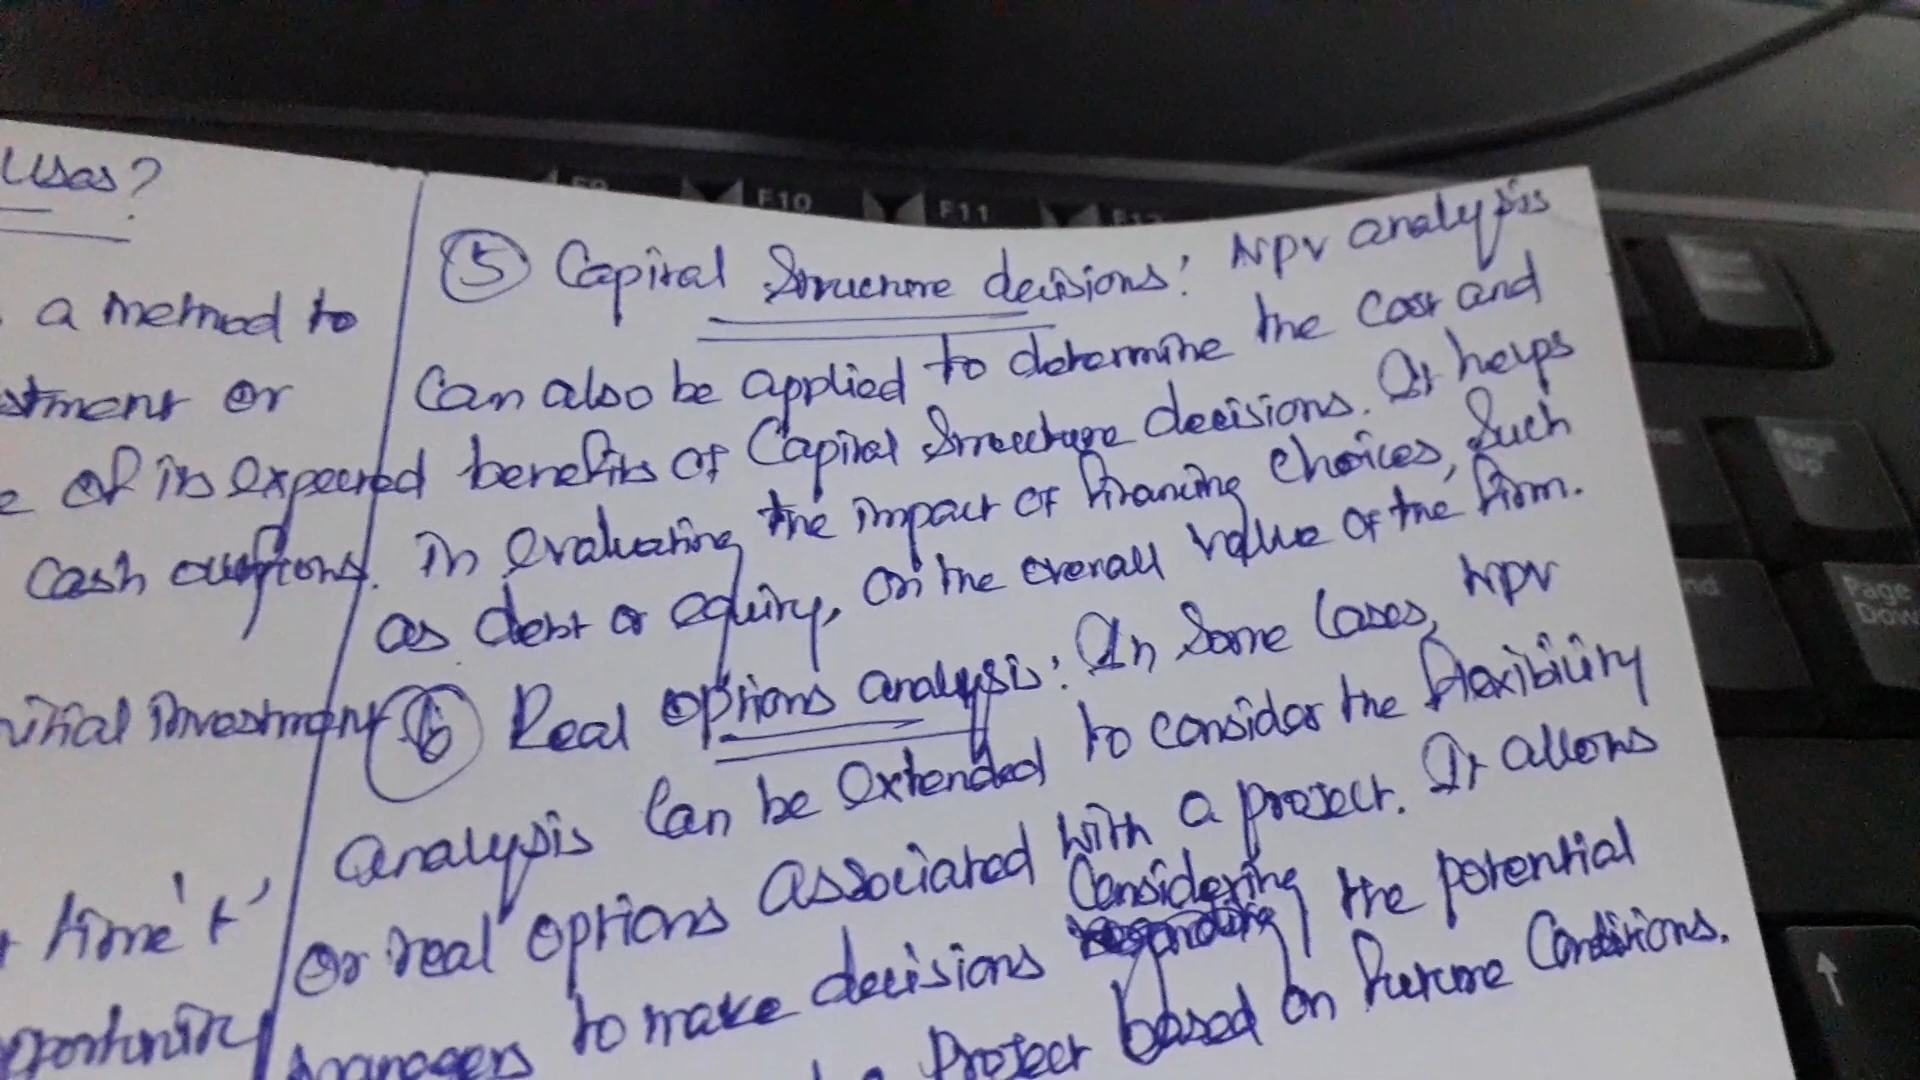 Uses?
a method to
stment or
e of its expected
cash outflows.
nitial investment
time 't'
pportunity
⑤ Capital Structure decisions: NPV analysis
Can also be applied to determine the cost and
benefits of Capital Structure decisions. It helps
in evaluating the impact of financing choices, such
as debt or equity, on the overall value of the firm.
⑥ Real options analysis: In Some Cases, NPV
analysis Can be extended to consider the flexibility
or real options associated with a project. It allows
managers to make decisions Considering the potential
project based on future Conditions.
F9
F10
F11
F12
Page
Up
nd
Page
Down
↑